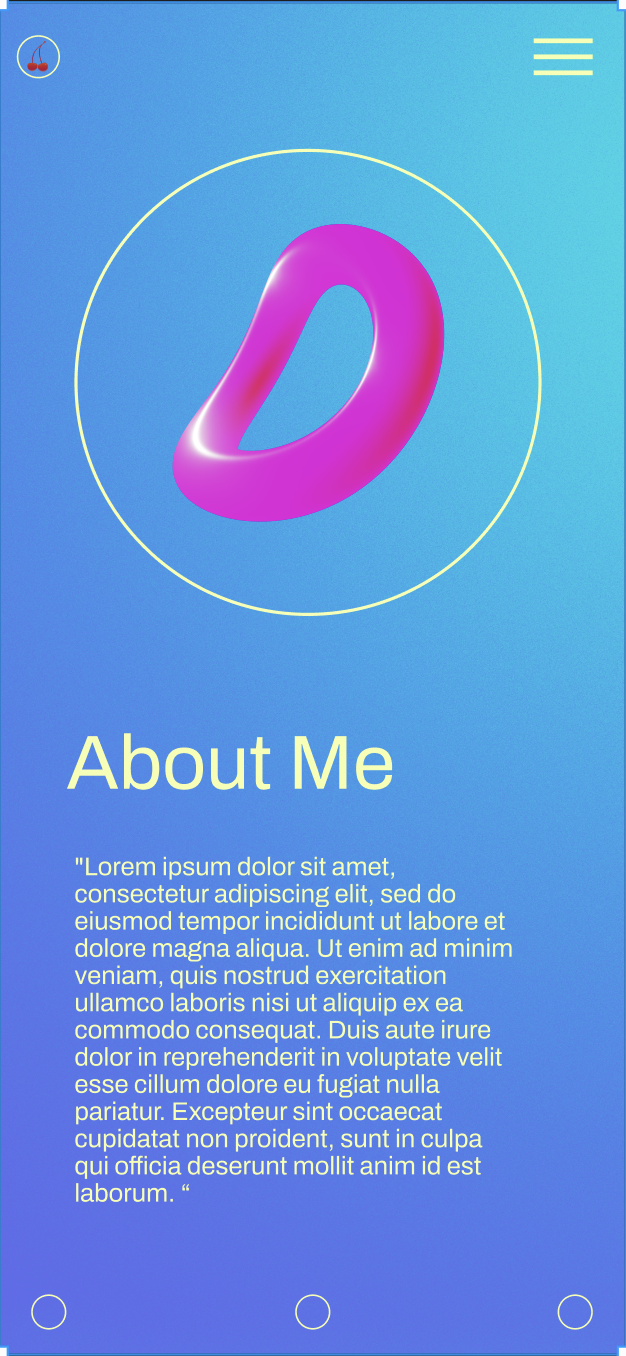 D
About Me
"Lorem ipsum dolor sit amet,
consectetur adipiscing elit, sed do
eiusmod tempor incididunt ut labore et
dolore magna aliqua. Ut enim ad minim
veniam, quis nostrud exercitation
ullamco laboris nisi ut aliquip ex ea
commodo consequat. Duis aute irure
dolor in reprehenderit in voluptate velit
esse cillum dolore eu fugiat nulla
pariatur. Excepteur sint occaecat
cupidatat non proident, sunt in culpa
qui officia deserunt mollit anim id est
laborum. “